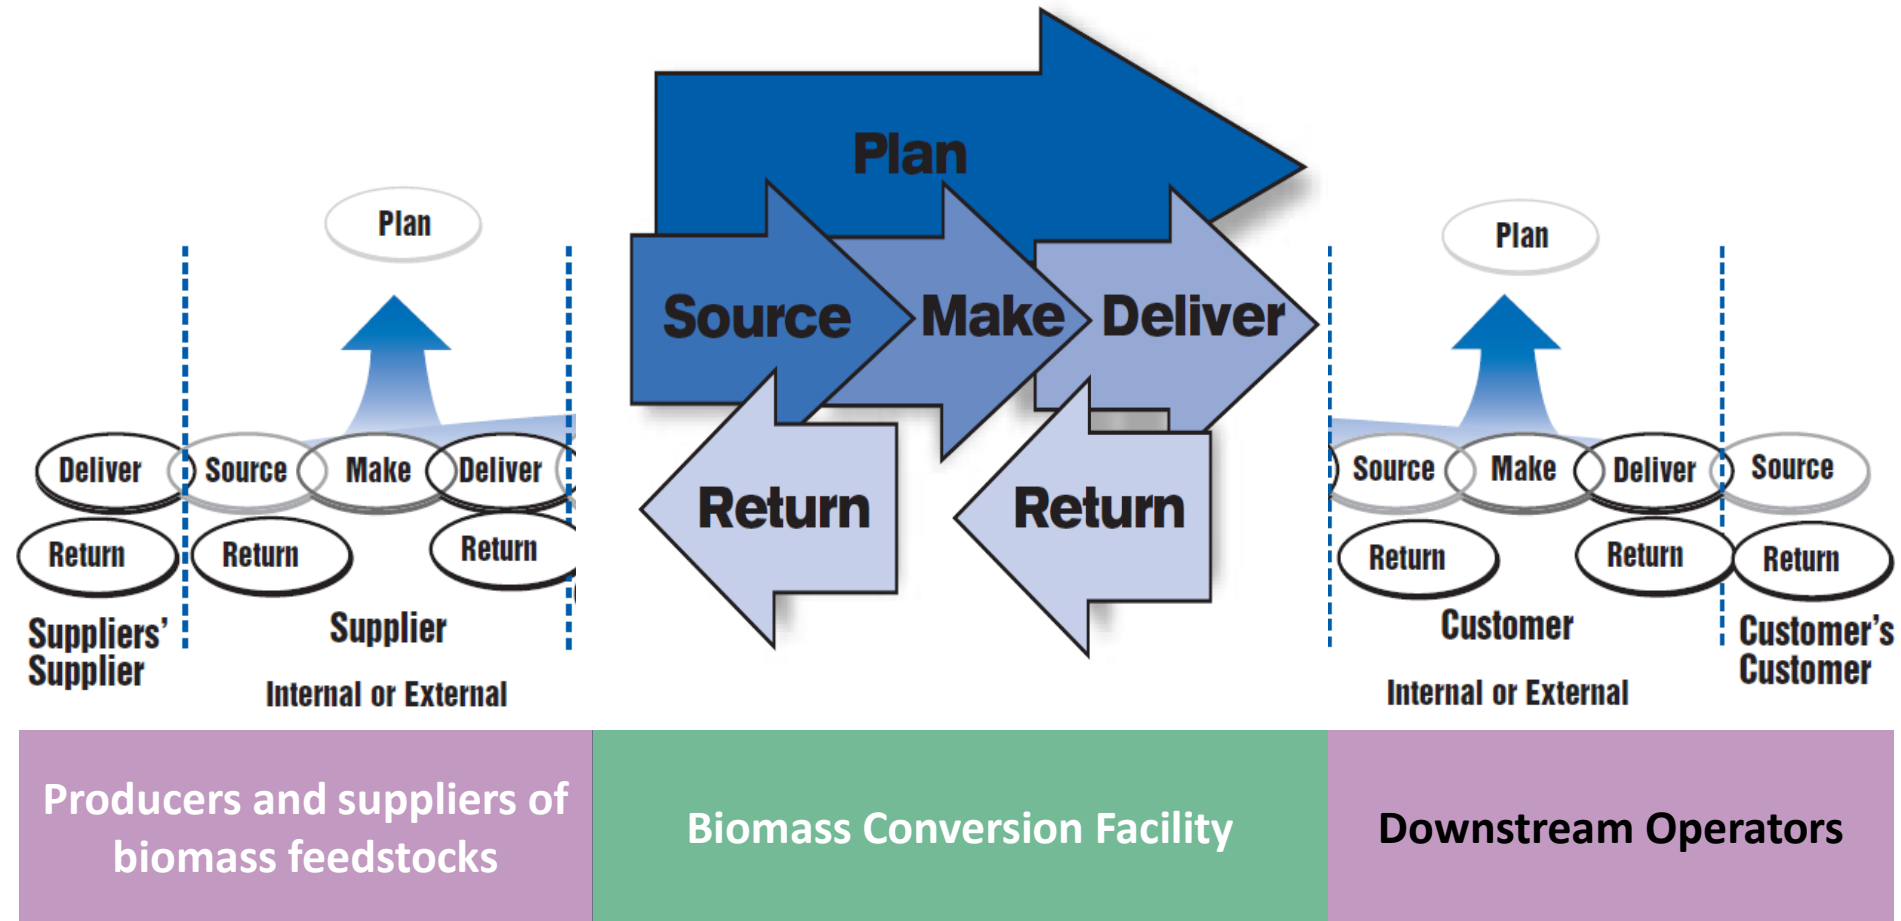 Plan
Deliver
Source
Make
Deliver
Return
Return
Return
Suppliers'
Supplier
Supplier
Internal or External
Plan
Source
Make
Deliver
Return
Return
Plan
Source
Make
Deliver
Source
Return
Return
Return
Customer
Internal or External
Customer's
Customer
Producers and suppliers of
biomass feedstocks
Biomass Conversion Facility
Downstream Operators